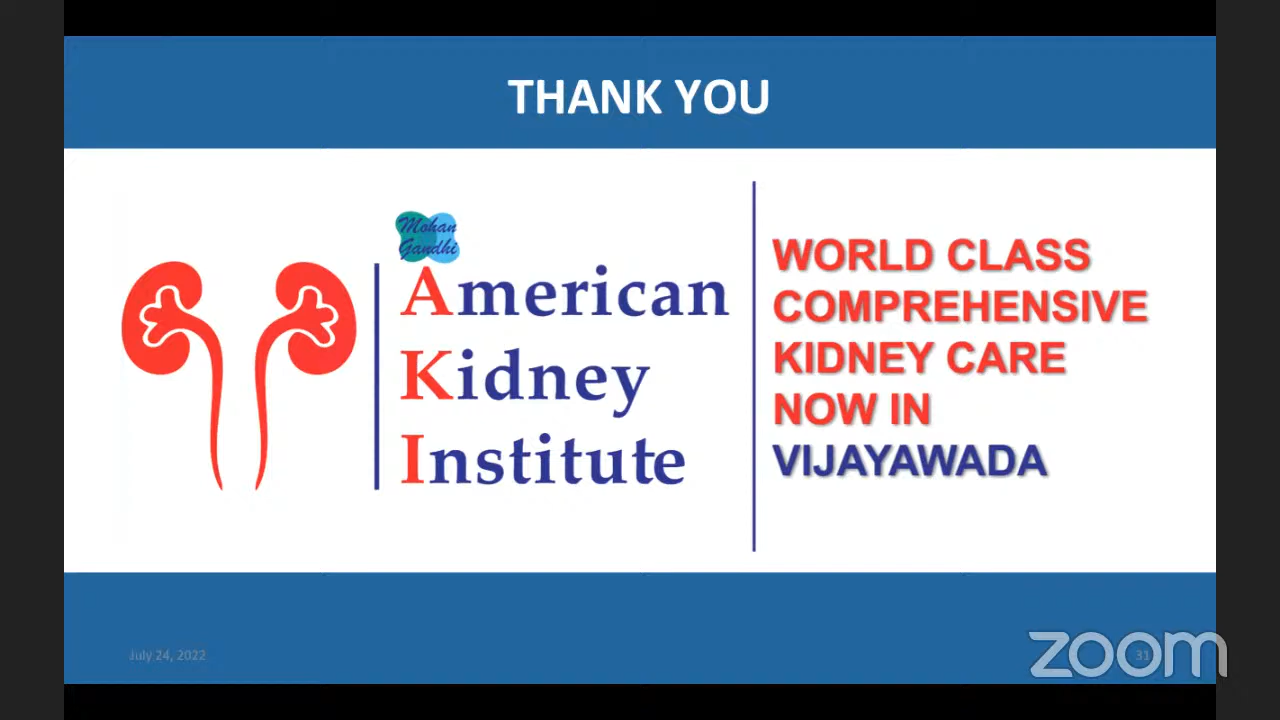 THANK YOU
Mohan
Gandhi
American
Kidney
Institute
WORLD CLASS
COMPREHENSIVE
KIDNEY CARE
NOW IN
VIJAYAWADA
July 24, 2022
31
zoom